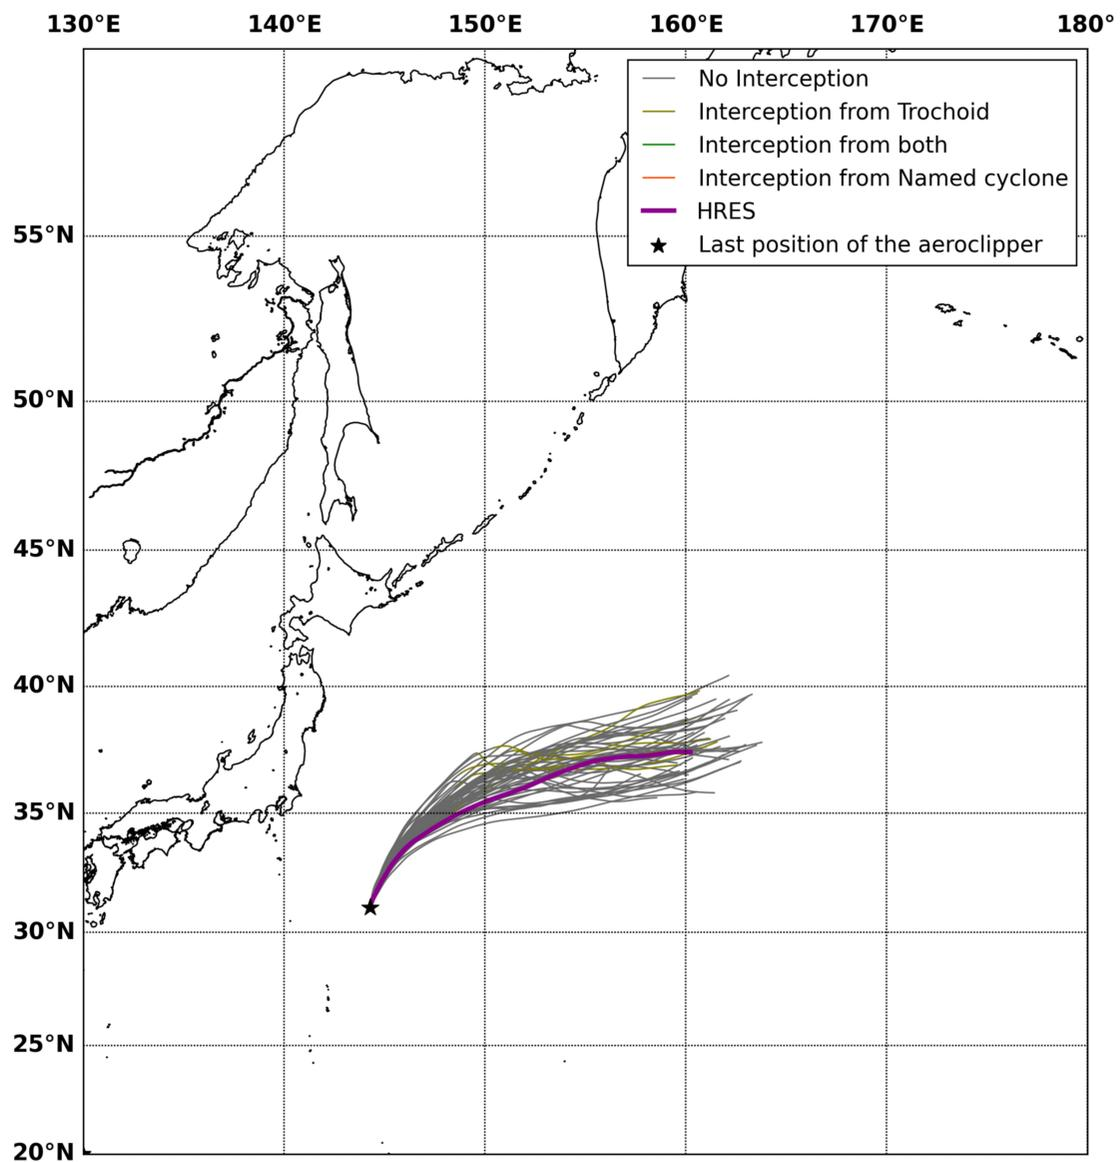 130°E 140°E 150°E 160°E 170°E 180°
No Interception
Interception from Trochoid
Interception from both
Interception from Named cyclone
HRES
Last position of the aeroclipper
55°N
50°N
45°N
40°N
35°N
30°N
25°N
20°N